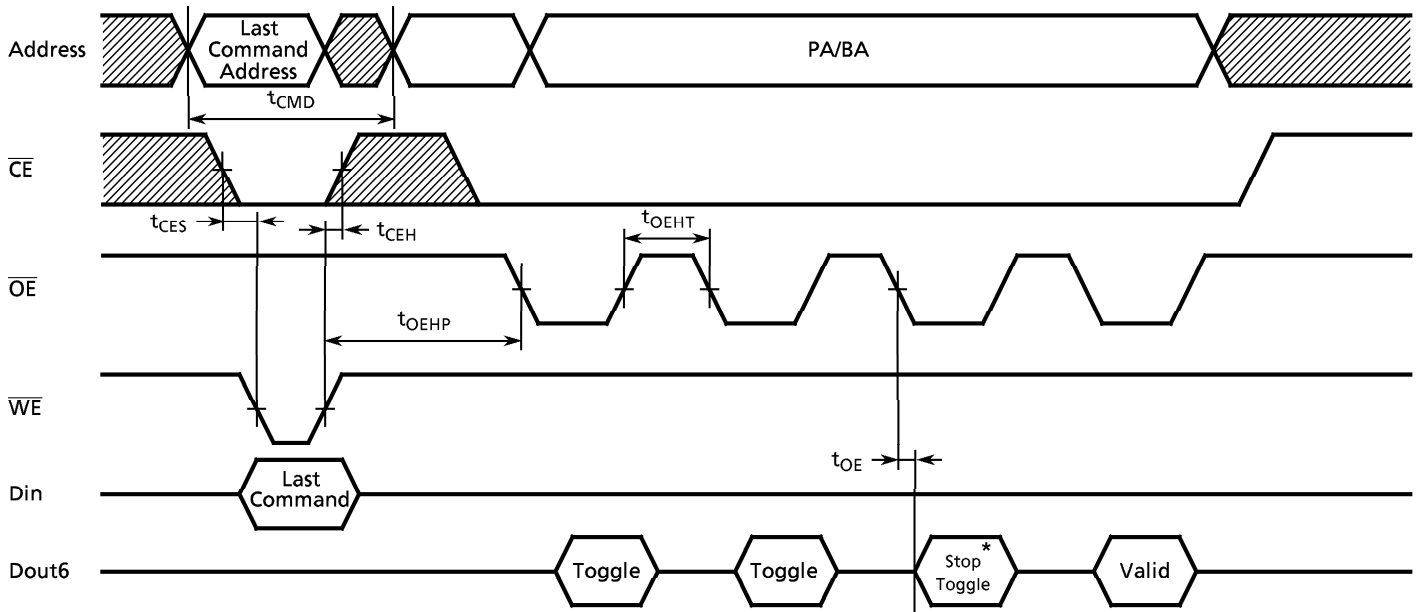 Address
Last
Command
Address
PA/BA
tCMD
CE
tCES
tCEH
tOEHT
OE
tOEHP
WE
tOE
Din
Last
Command
Dout6
Toggle
Toggle
Stop*
Toggle
Valid